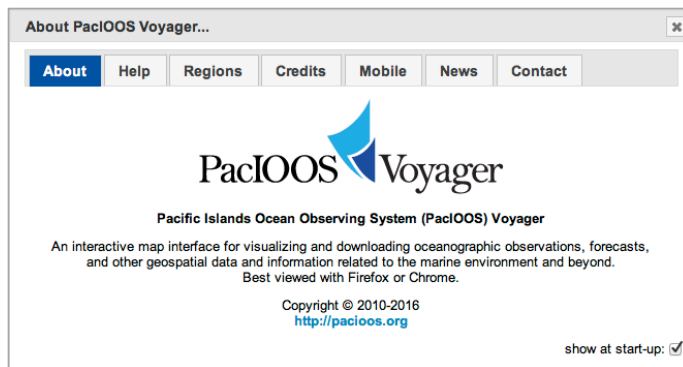 About PacIOOS Voyager...
About Help Regions Credits Mobile News Contact
PacIOOS Voyager
Pacific Islands Ocean Observing System (PacIOOS) Voyager
An interactive map interface for visualizing and downloading oceanographic observations, forecasts,
and other geospatial data and information related to the marine environment and beyond.
Best viewed with Firefox or Chrome.
Copyright © 2010-2016
http://pacioos.org
show at start-up: